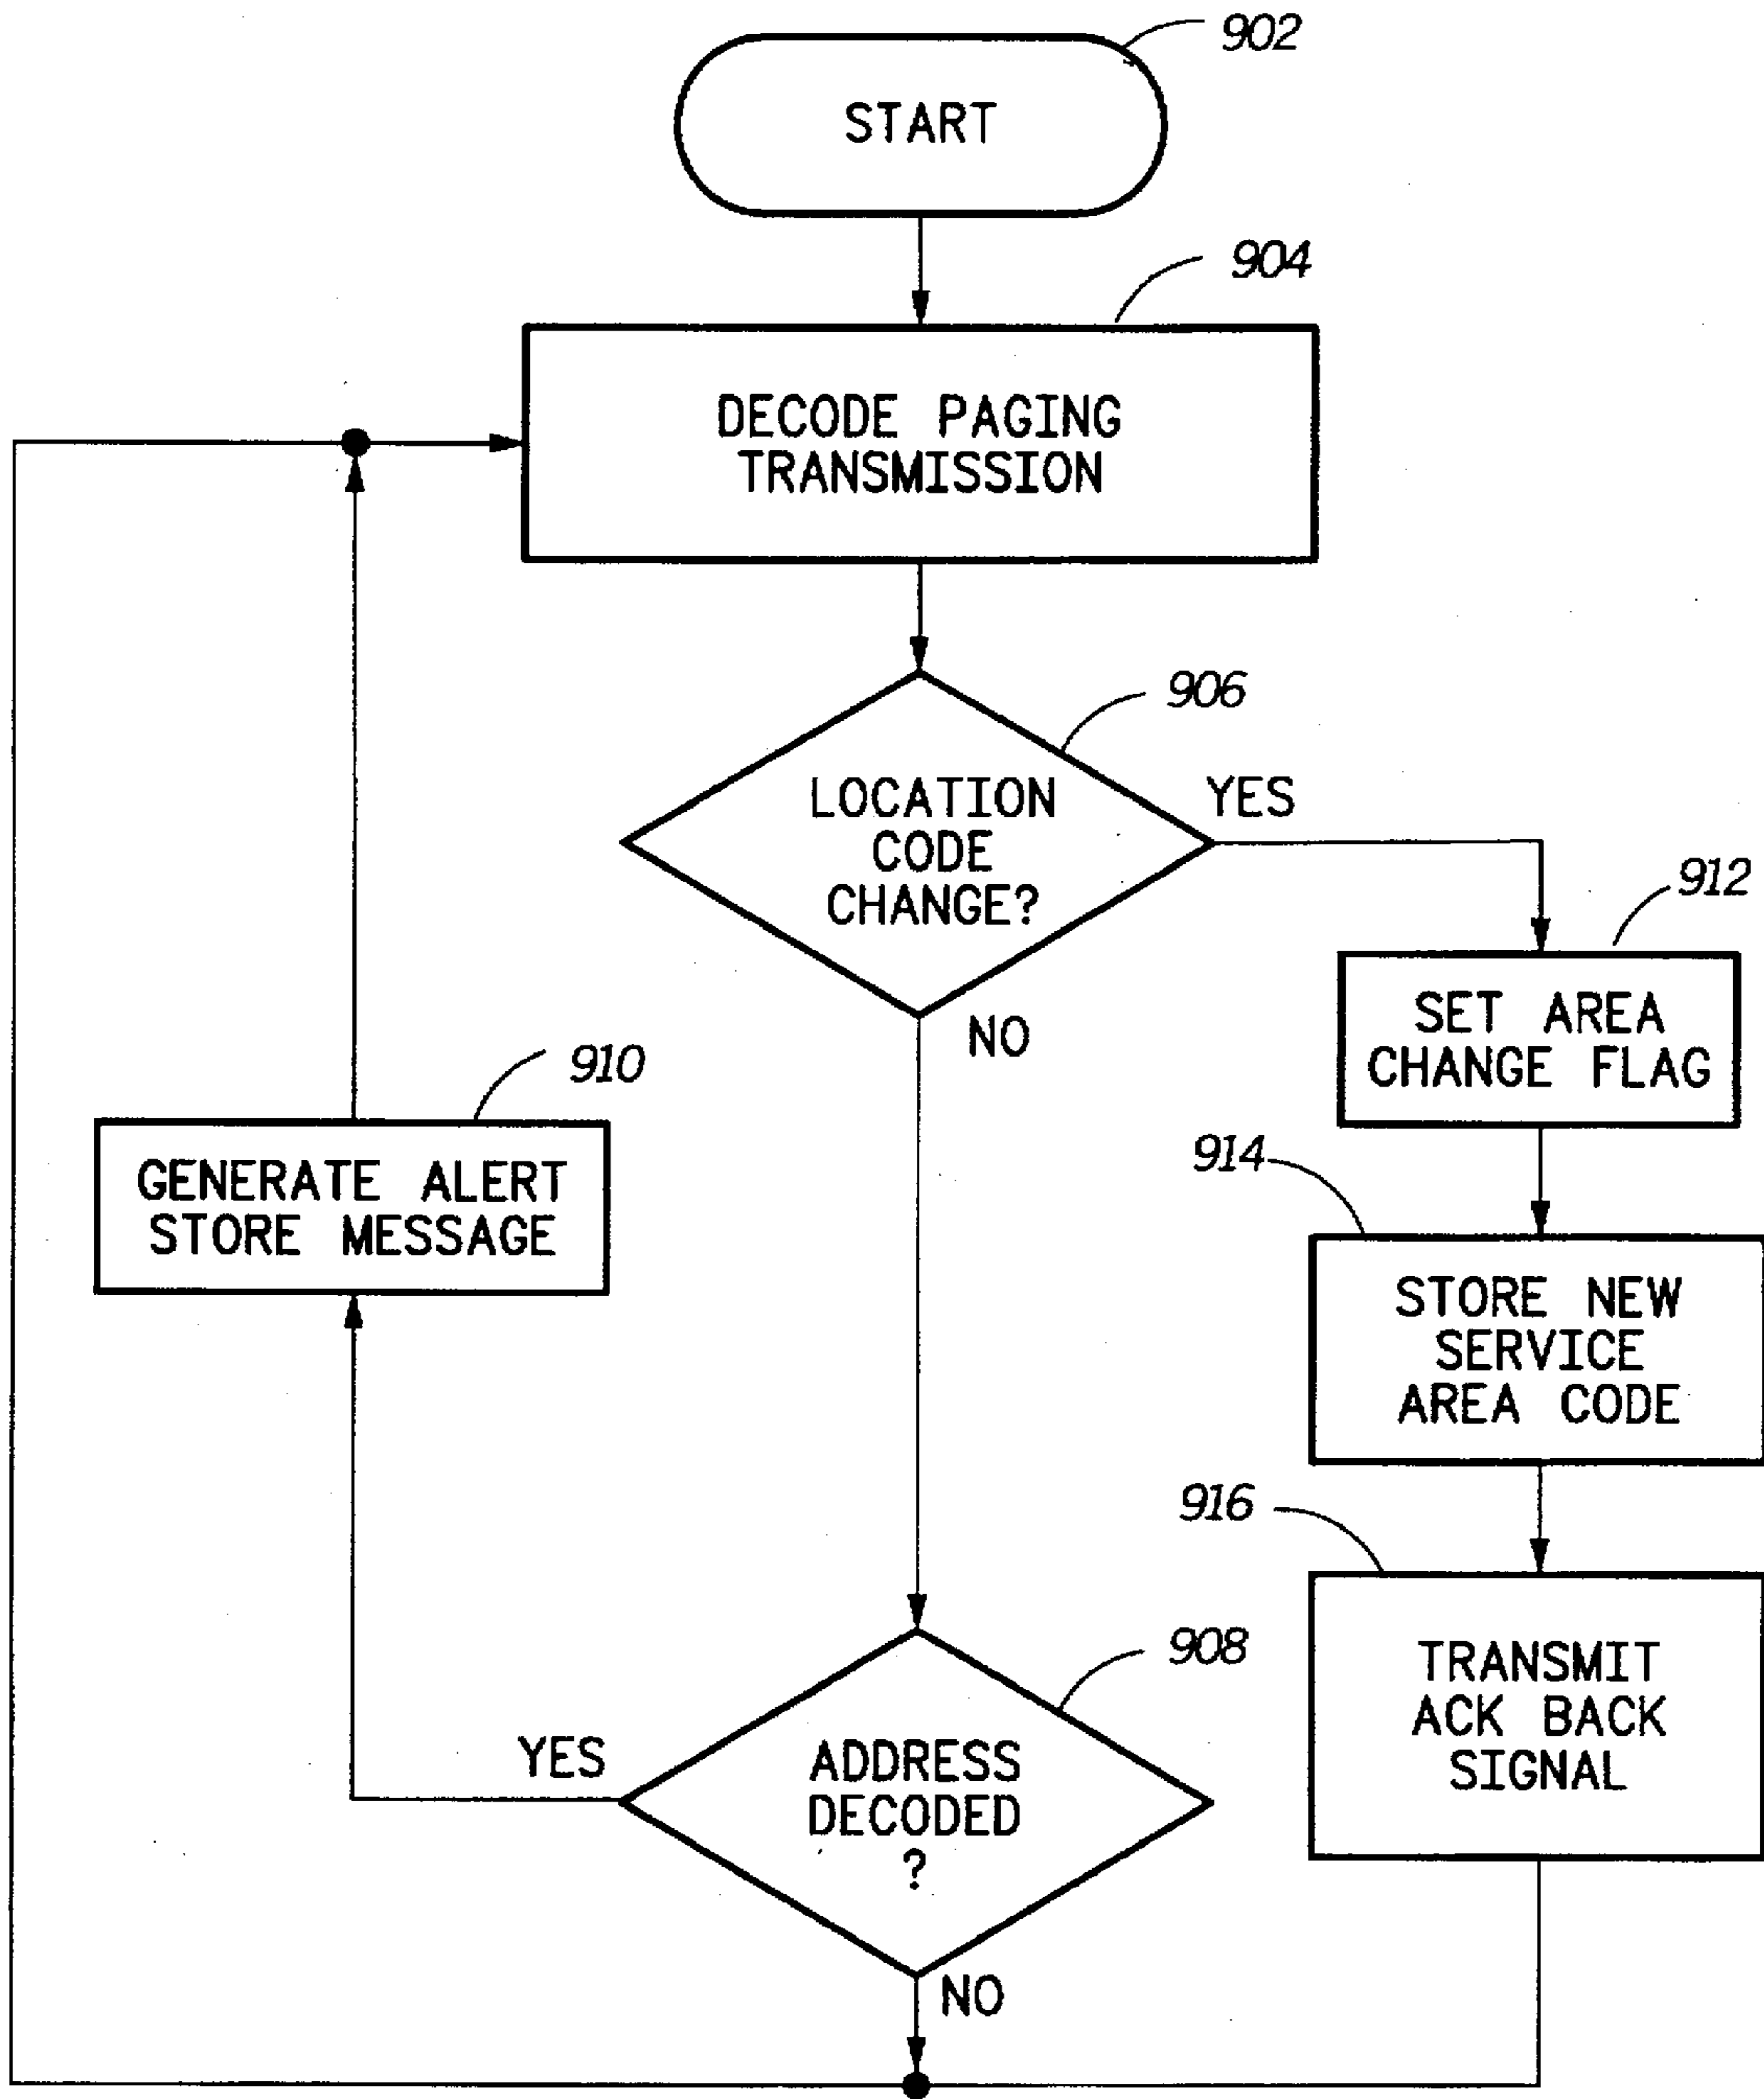 902
START
904
DECODE PAGING
TRANSMISSION
906
LOCATION
CODE
CHANGE?
YES
NO
912
SET AREA
CHANGE FLAG
910
GENERATE ALERT
STORE MESSAGE
914
STORE NEW
SERVICE
AREA CODE
916
TRANSMIT
ACK BACK
SIGNAL
908
ADDRESS
DECODED
?
YES
NO